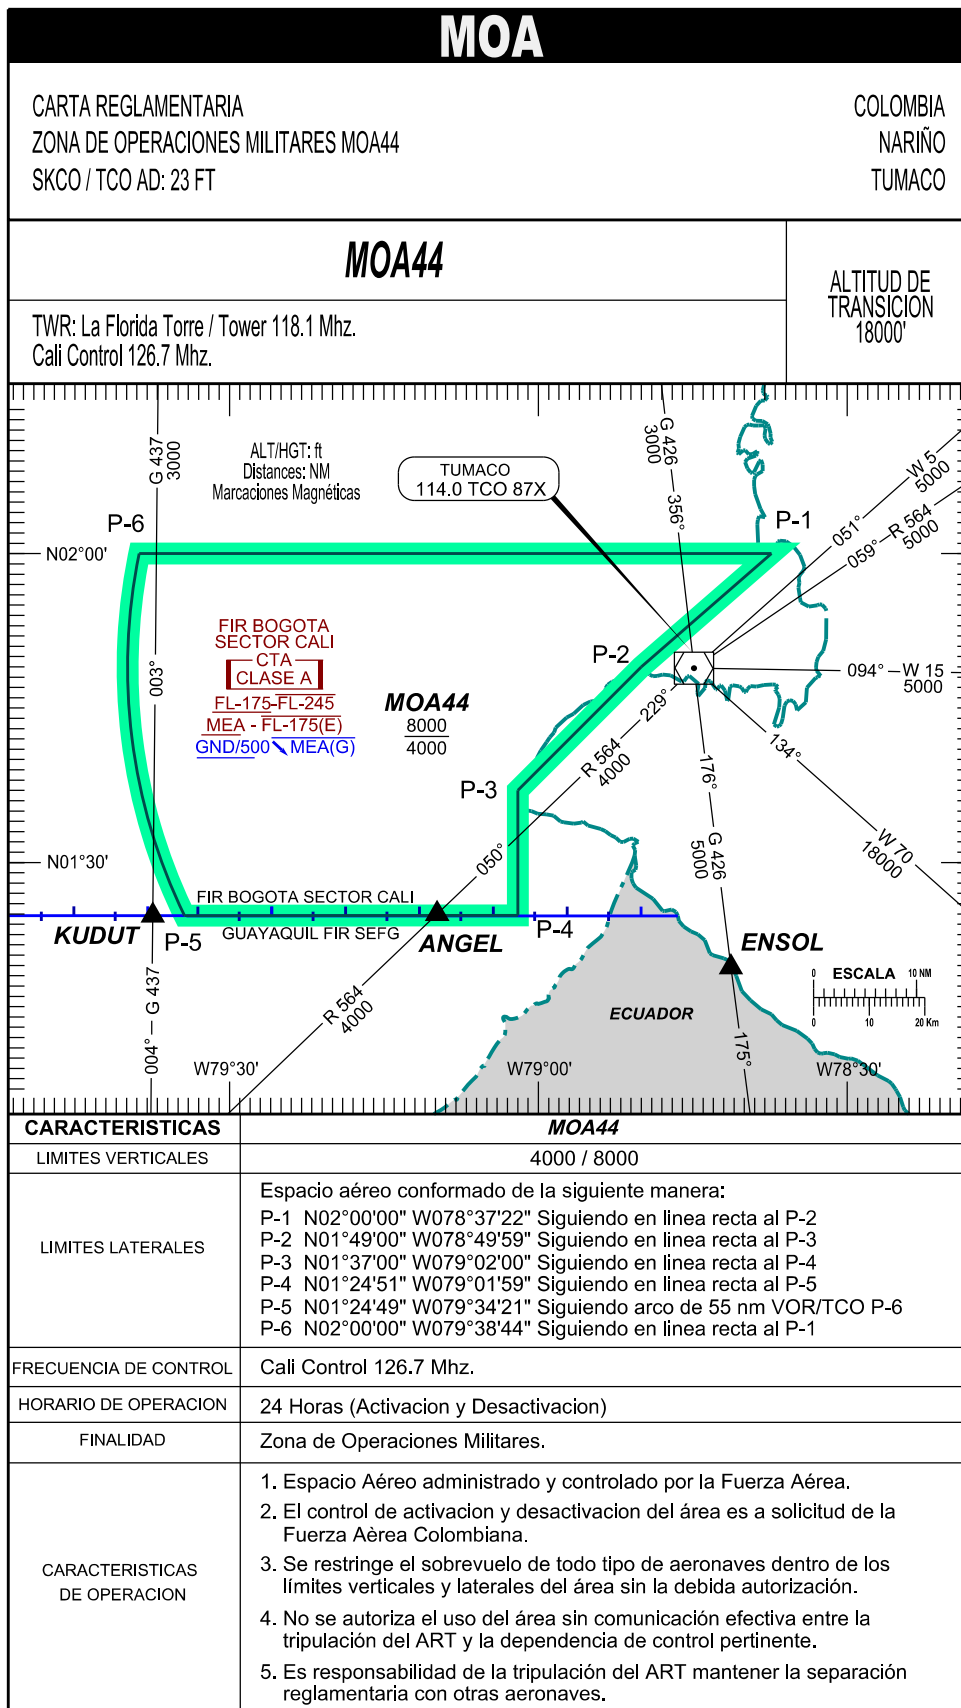 MOA
CARTA REGLAMENTARIA
ZONA DE OPERACIONES MILITARES MOA44
SKCO / TCO AD: 23 FT
COLOMBIA
NARIÑO
TUMACO
MOA44
TWR: La Florida Torre / Tower 118.1 Mhz.
Cali Control 126.7 Mhz.
ALTITUD DE
TRANSICION
18000'
G 437
3000
ALT/HGT: ft
Distances: NM
Marcaciones Magnéticas
TUMACO
114.0 TCO 87X
G 426
3000
356°
W 5
5000
051°
R 564
5000
059°
P-6
P-1
N02°00'
FIR BOGOTA
SECTOR CALI
CTA
CLASE A
FL-175-FL-245
MEA - FL-175(E)
GND/500 MEA(G)
003°
MOA44
8000
4000
P-2
229°
094°
W 15
5000
R 564
4000
134°
176°
P-3
G 426
5000
W 70
18000
050°
N01°30'
FIR BOGOTA SECTOR CALI
GUAYAQUIL FIR SEFG
KUDUT
P-5
ANGEL
P-4
ENSOL
G 437
004°
R 564
4000
ECUADOR
175°
0 ESCALA 10 NM
0 10 20 Km
W79°30'
W79°00'
W78°30'
CARACTERISTICAS
MOA44
LIMITES VERTICALES
4000 / 8000
LIMITES LATERALES
Espacio aéreo conformado de la siguiente manera:
P-1 N02°00'00" W078°37'22" Siguiendo en linea recta al P-2
P-2 N01°49'00" W078°49'59" Siguiendo en linea recta al P-3
P-3 N01°37'00" W079°02'00" Siguiendo en linea recta al P-4
P-4 N01°24'51" W079°01'59" Siguiendo en linea recta al P-5
P-5 N01°24'49" W079°34'21" Siguiendo arco de 55 nm VOR/TCO P-6
P-6 N02°00'00" W079°38'44" Siguiendo en linea recta al P-1
FRECUENCIA DE CONTROL
Cali Control 126.7 Mhz.
HORARIO DE OPERACION
24 Horas (Activacion y Desactivacion)
FINALIDAD
Zona de Operaciones Militares.
CARACTERISTICAS
DE OPERACION
1. Espacio Aéreo administrado y controlado por la Fuerza Aérea.
2. El control de activacion y desactivacion del área es a solicitud de la
Fuerza Aèrea Colombiana.
3. Se restringe el sobrevuelo de todo tipo de aeronaves dentro de los
límites verticales y laterales del área sin la debida autorización.
4. No se autoriza el uso del área sin comunicación efectiva entre la
tripulación del ART y la dependencia de control pertinente.
5. Es responsabilidad de la tripulación del ART mantener la separación
reglamentaria con otras aeronaves.